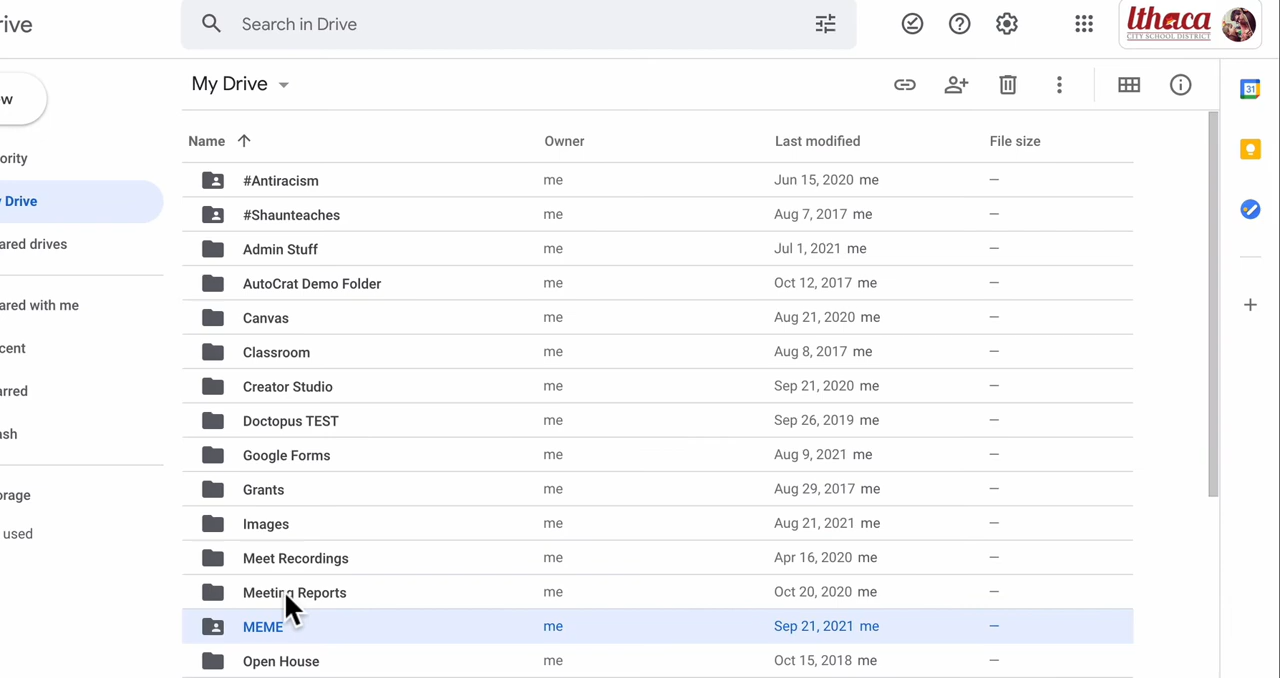 rive
Search in Drive
Ithaca
CITY SCHOOL DISTRICT
ew
My Drive
Name
Owner
Last modified
File size
ority
y Drive
ared drives
ared with me
cent
arred
ash
orage
used
#Antiracism me Jun 15, 2020 me –
#Shaunteaches me Aug 7, 2017 me –
Admin Stuff me Jul 1, 2021 me –
AutoCrat Demo Folder me Oct 12, 2017 me –
Canvas me Aug 21, 2020 me –
Classroom me Aug 8, 2017 me –
Creator Studio me Sep 21, 2020 me –
Doctopus TEST me Sep 26, 2019 me –
Google Forms me Aug 9, 2021 me –
Grants me Aug 29, 2017 me –
Images me Aug 21, 2021 me –
Meet Recordings me Apr 16, 2020 me –
Meeting Reports me Oct 20, 2020 me –
MEME me Sep 21, 2021 me –
Open House me Oct 15, 2018 me –
31